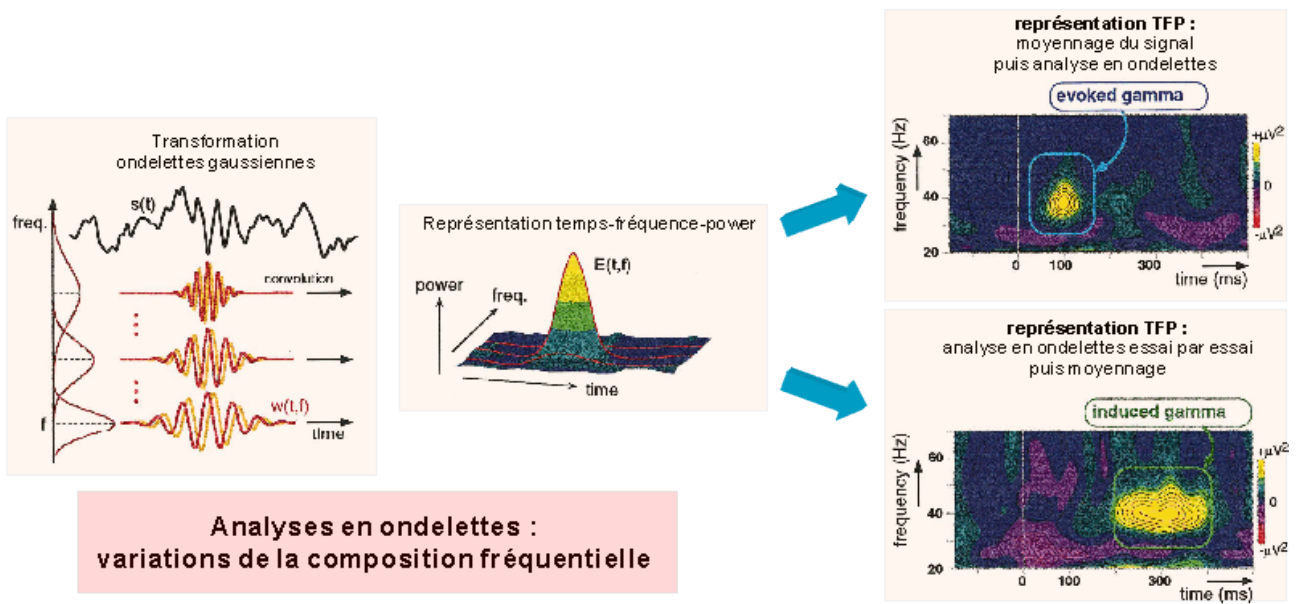 Transformation
ondelettes gaussiennes
s(t)
freq.
convolution
w(t,f)
f
time
Représentation temps-fréquence-power
E(t,f)
power
freq.
time
représentation TFP :
moyennage du signal
puis analyse en ondelettes
evoked gamma
frequency (Hz)
60
40
20
0
100
300
time (ms)
+µV2
0
-µV2
représentation TFP :
analyse en ondelettes essai par essai
puis moyennage
induced gamma
frequency (Hz)
60
40
20
0
100
300
time (ms)
+µV2
0
-µV2
Analyses en ondelettes :
variations de la composition fréquentielle